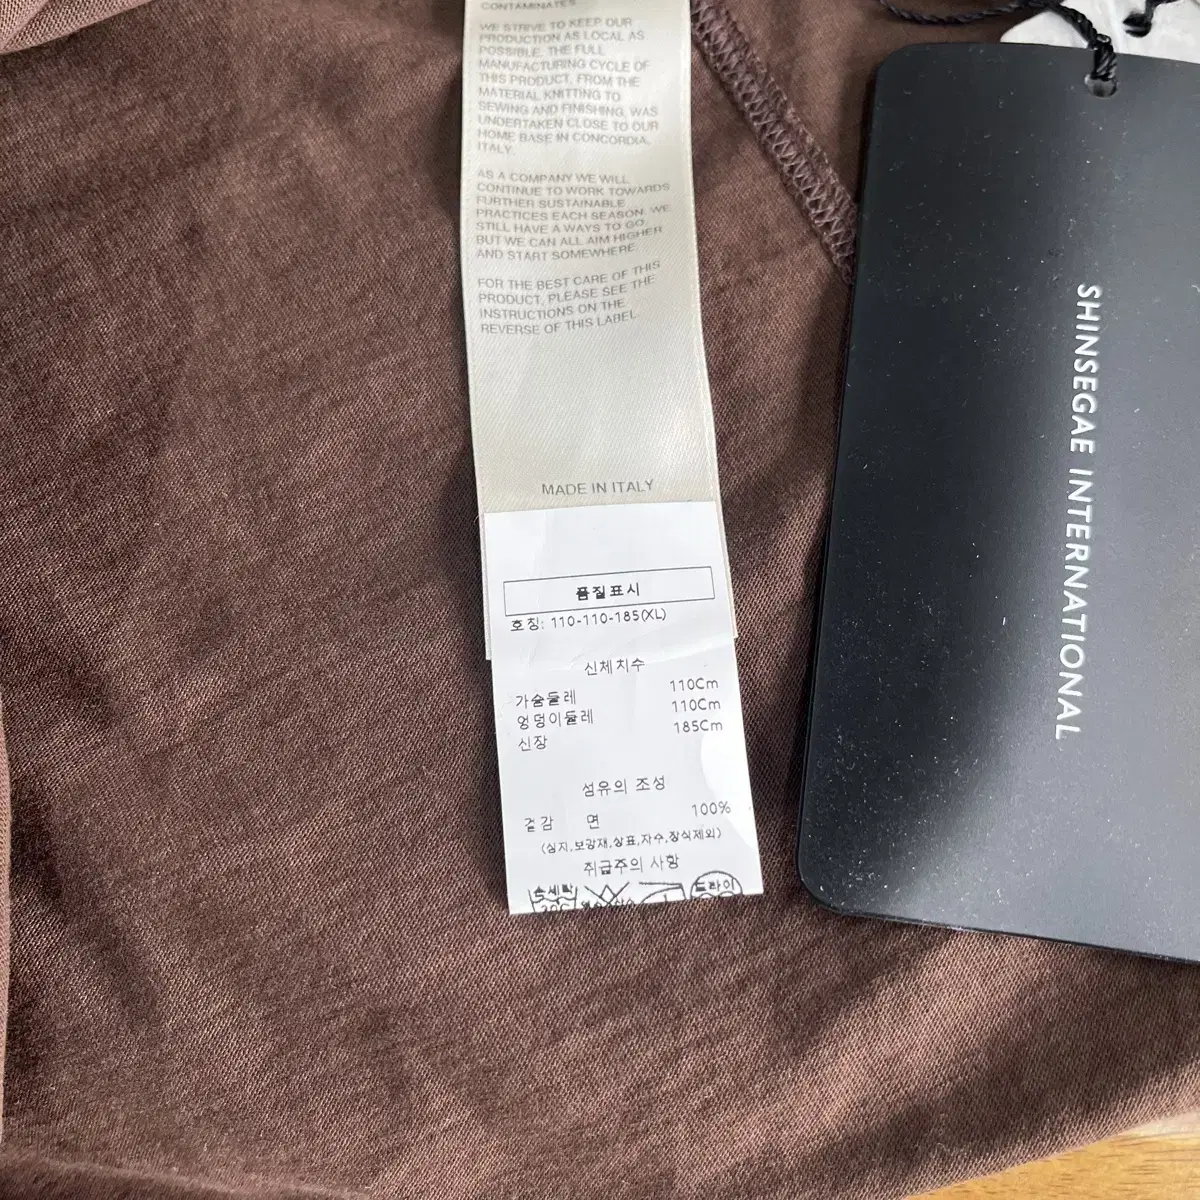 CONTAMINATES
WE STRIVE TO KEEP OUR
PRODUCTION AS LOCAL AS
POSSIBLE. THE FULL
MANUFACTURING CYCLE OF
THIS PRODUCT, FROM THE
MATERIAL KNITTING TO
SEWING AND FINISHING, WAS
UNDERTAKEN CLOSE TO OUR
HOME BASE IN CONCORDIA,
ITALY.
AS A COMPANY WE WILL
CONTINUE TO WORK TOWARDS
FURTHER SUSTAINABLE
PRACTICES EACH SEASON. WE
STILL HAVE A WAYS TO GO,
BUT WE CAN ALL AIM HIGHER
AND START SOMEWHERE.
FOR THE BEST CARE OF THIS
PRODUCT, PLEASE SEE THE
INSTRUCTIONS ON THE
REVERSE OF THIS LABEL
MADE IN ITALY
품질표시
호칭: 110-110-185(XL)
신체치수
가슴둘레 110Cm
엉덩이둘레 110Cm
신장 185Cm
섬유의 조성
겉감 면 100%
(심지,보강재,상표,자수,장식제외)
취급주의 사항
손세탁 드라이
SHINSEGAE INTERNATIONAL